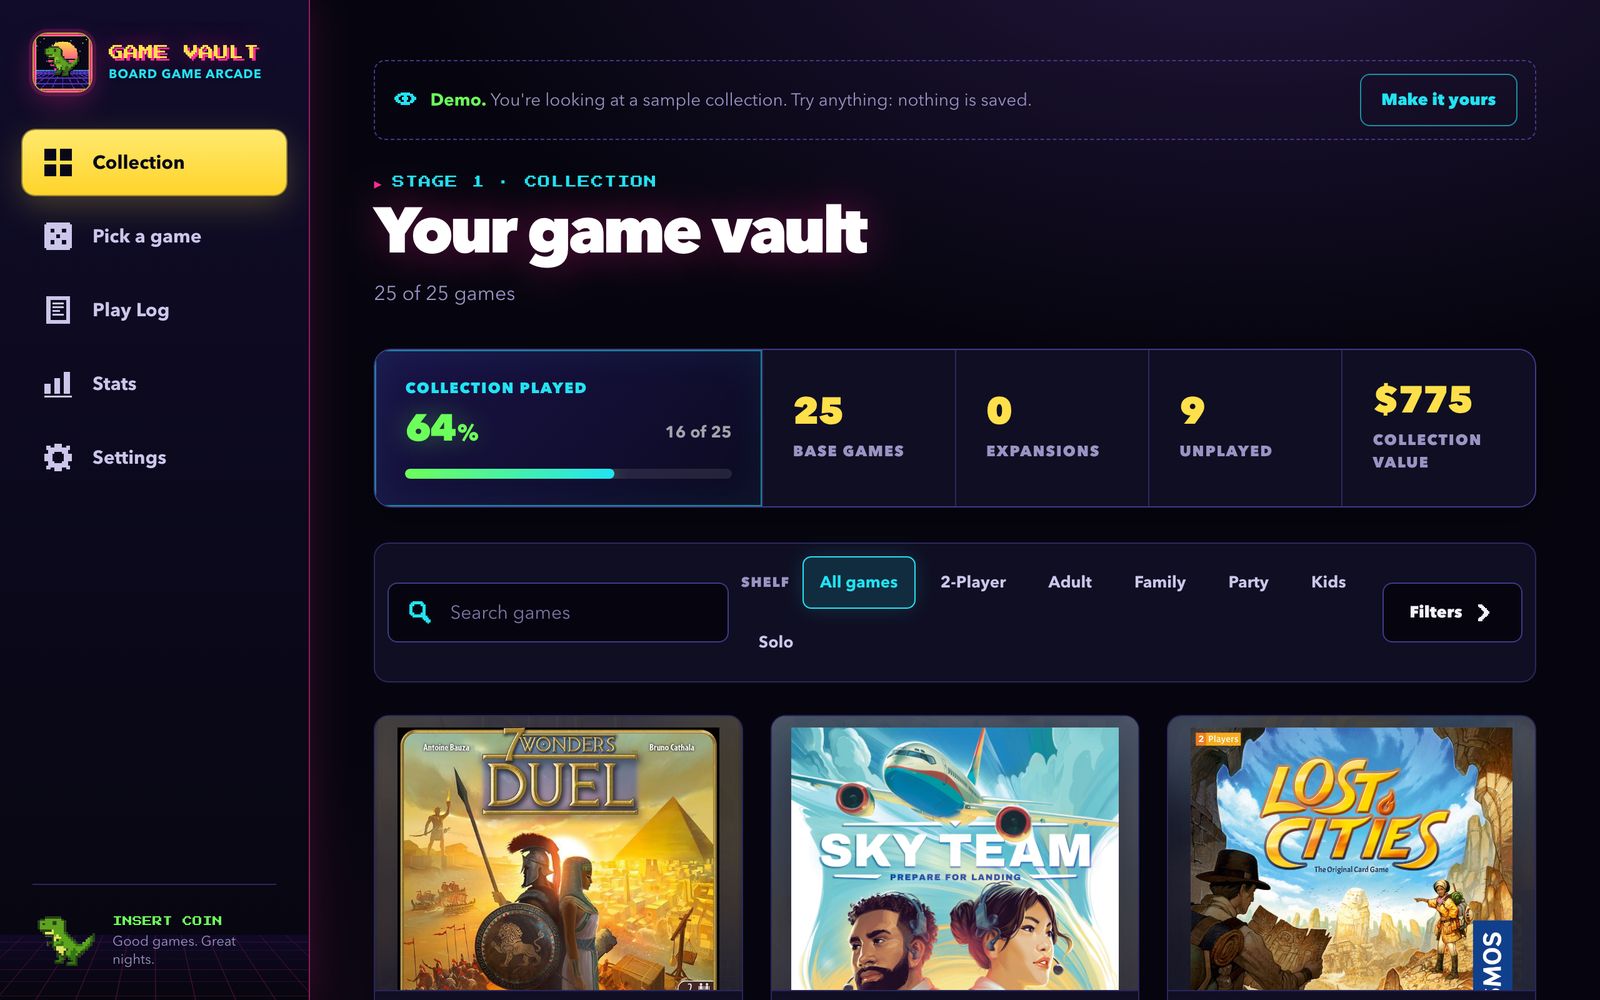 GAME VAULT
BOARD GAME ARCADE
Collection
Pick a game
Play Log
Stats
Settings
INSERT COIN
Good games. Great
nights.
Demo. You're looking at a sample collection. Try anything: nothing is saved.
Make it yours
STAGE 1 · COLLECTION
Your game vault
25 of 25 games
COLLECTION PLAYED
64%
16 of 25
25
BASE GAMES
0
EXPANSIONS
9
UNPLAYED
$775
COLLECTION
VALUE
Search games
SHELF
All games
2-Player
Adult
Family
Party
Kids
Solo
Filters
Antoine Bauza
7 WONDERS
Bruno Cathala
DUEL
2
SKY TEAM
PREPARE FOR LANDING
2 Players
LOST
CITIES
The Original Card Game